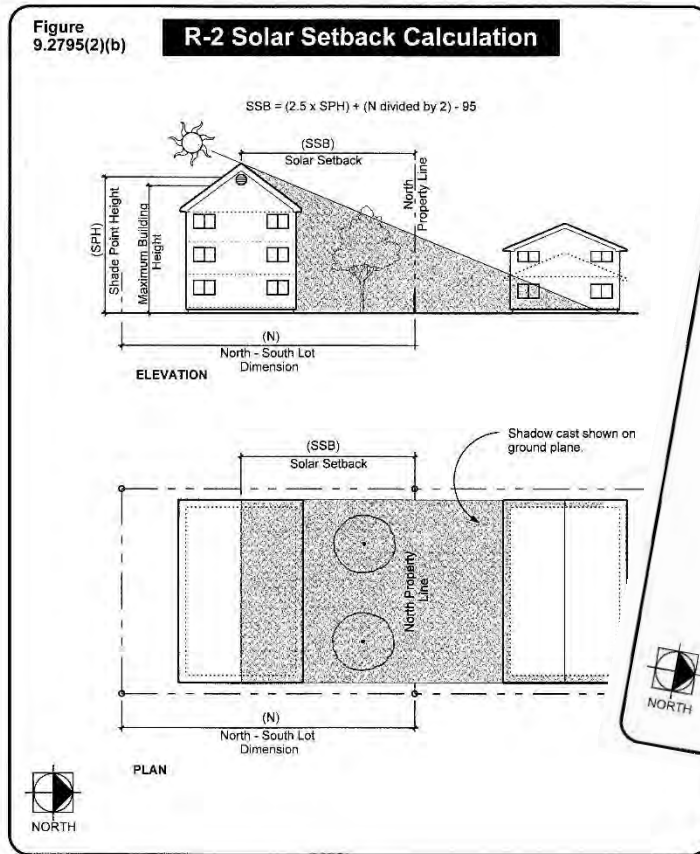 Figure
9.2795(2)(b)
R-2 Solar Setback Calculation
SSB = (2.5 x SPH) + (N divided by 2) - 95
(SSB)
Solar Setback
North
Property Line
(SPH)
Shade Point Height
Maximum Building
Height
(N)
North - South Lot
Dimension
ELEVATION
(SSB)
Solar Setback
Shadow cast shown on
ground plane.
North Property
Line
(N)
North - South Lot
Dimension
PLAN
NORTH
NORTH